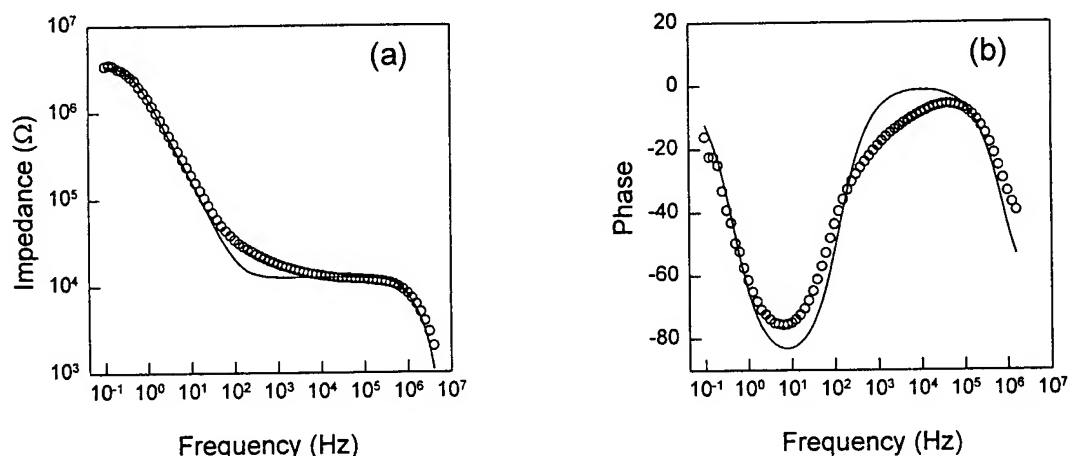 (a)
Impedance (Ω)
10⁷
10⁶
10⁵
10⁴
10³
10⁻¹ 10⁰ 10¹ 10² 10³ 10⁴ 10⁵ 10⁶ 10⁷
Frequency (Hz)
(b)
Phase
20
0
-20
-40
-60
-80
10⁻¹ 10⁰ 10¹ 10² 10³ 10⁴ 10⁵ 10⁶ 10⁷
Frequency (Hz)